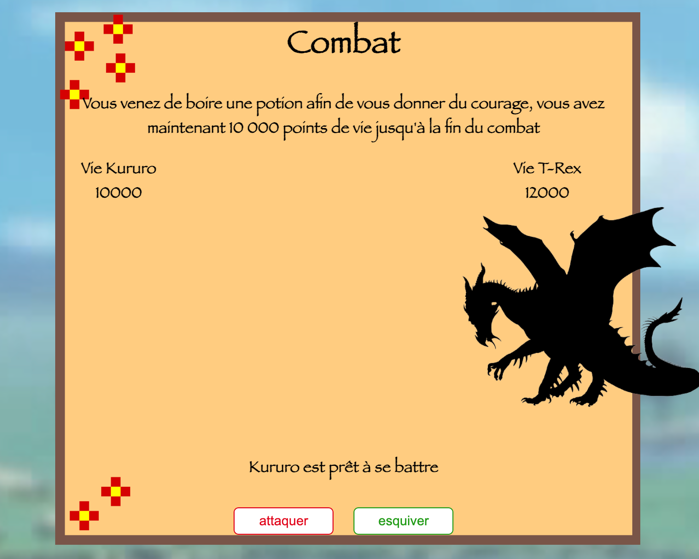 Combat
Vous venez de boire une potion afin de vous donner du courage, vous avez
maintenant 10 000 points de vie jusqu'à la fin du combat
Vie Kururo
10000
Vie T-Rex
12000
Kururo est prêt à se battre
attaquer
esquiver